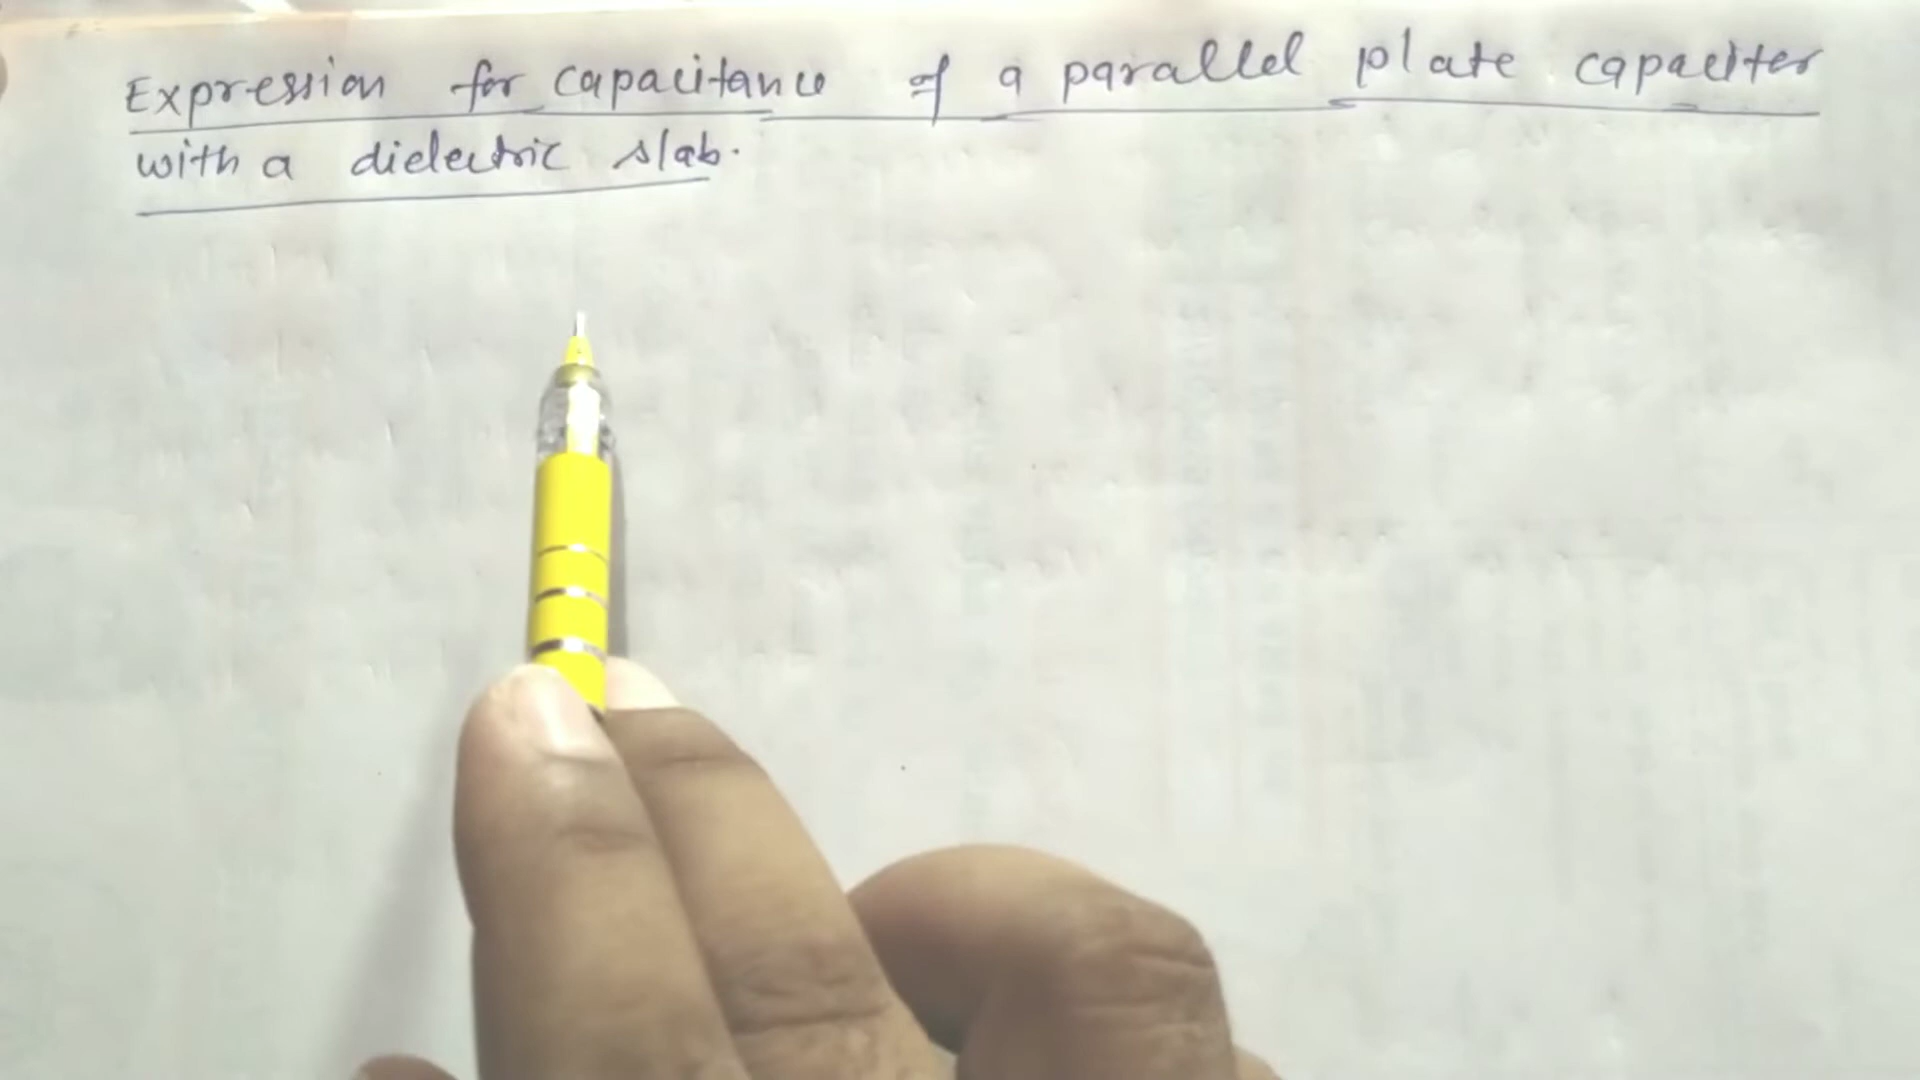 Expression for capacitance of a parallel plate capaciter
with a dielectric slab.